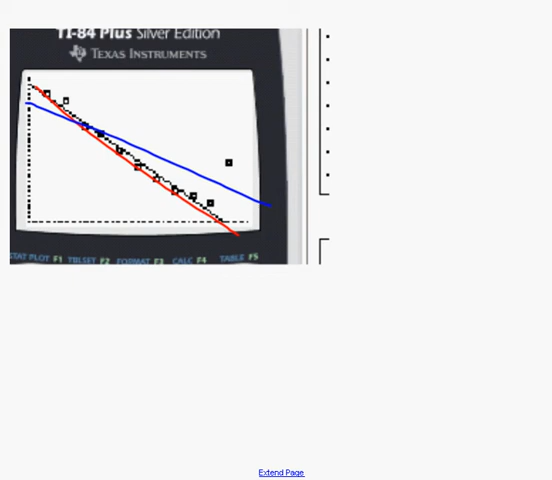 TI-84 Plus Silver Edition
TEXAS INSTRUMENTS
STAT PLOT F1 TBLSET F2 FORMAT F3 CALC F4 TABLE F5
Extend Page